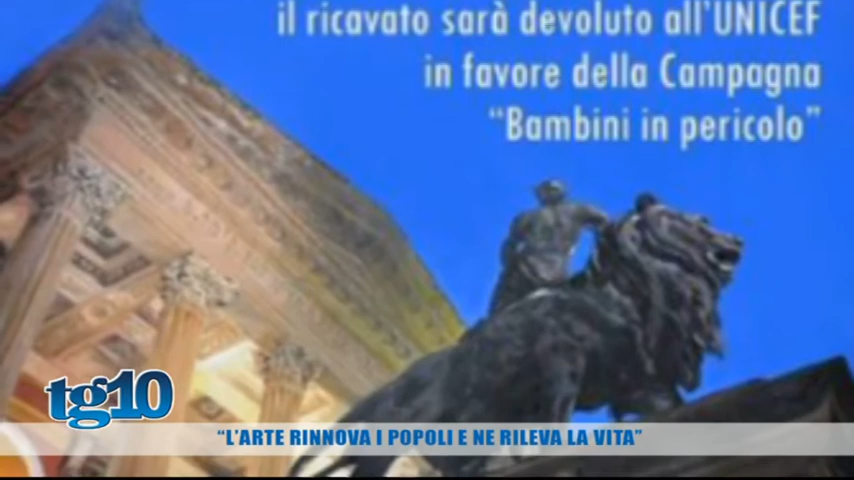 il ricavato sarà devoluto all'UNICEF
in favore della Campagna
“Bambini in pericolo”
tg10
“L'ARTE RINNOVA I POPOLI E NE RILEVA LA VITA”